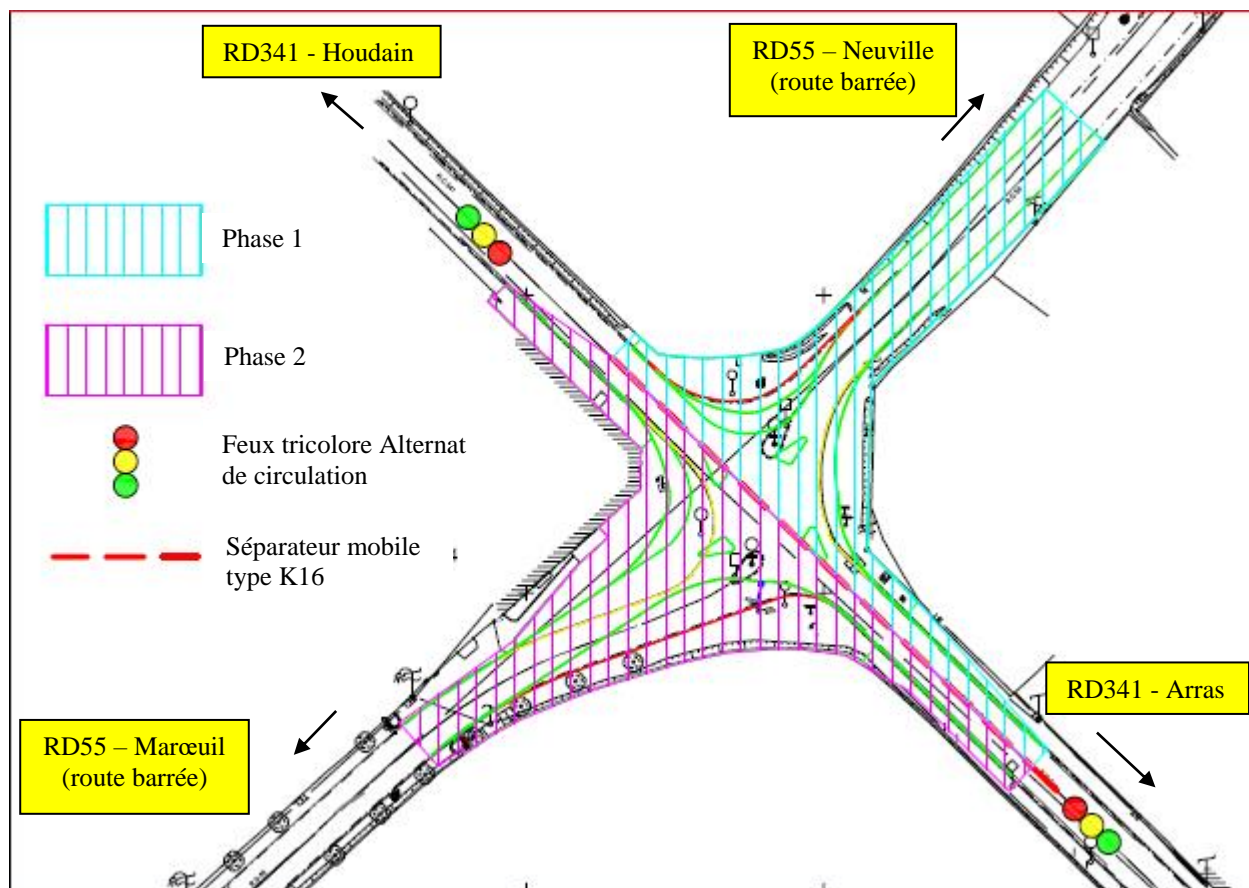 RD341 - Houdain
RD55 – Neuville
(route barrée)
Phase 1
Phase 2
Feux tricolore Alternat
de circulation
Séparateur mobile
type K16
RD341 - Arras
RD55 – Marœuil
(route barrée)